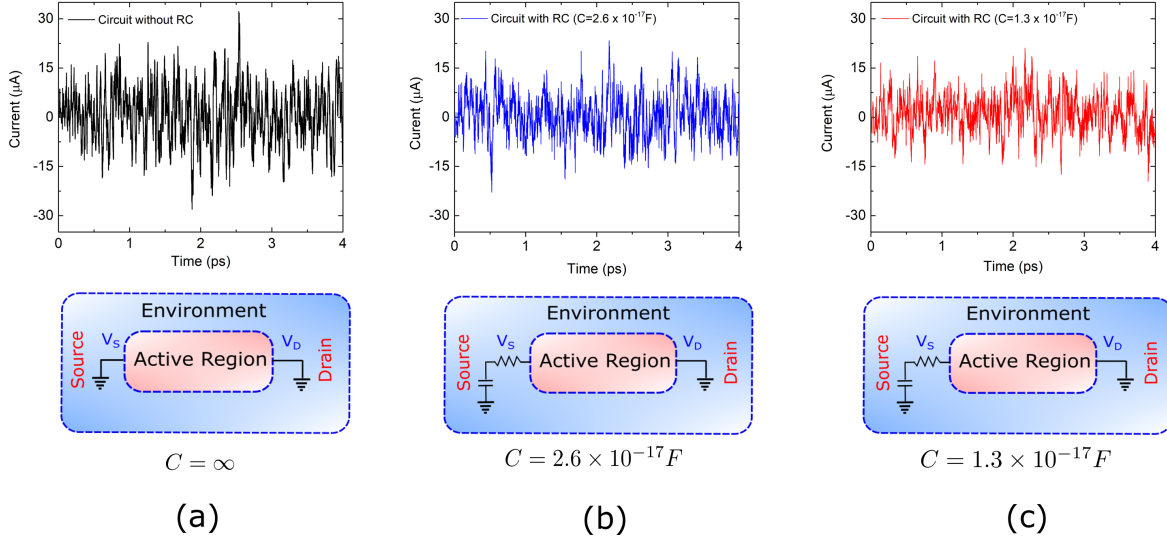 Circuit without RC
Current (µA)
30
15
0
-15
-30
0
1
2
3
4
Time (ps)
Environment
Source
V_S
Active Region
V_D
Drain
C = ∞
(a)
Circuit with RC (C=2.6 x 10⁻¹⁷F)
Curent (µA)
30
15
0
-15
-30
0
1
2
3
4
Time (ps)
Environment
Source
V_S
Active Region
V_D
Drain
C = 2.6 × 10⁻¹⁷F
(b)
Circuit with RC (C=1.3 x 10⁻¹⁷F)
Current (µA)
30
15
0
-15
-30
0
1
2
3
4
Time (ps)
Environment
Source
V_S
Active Region
V_D
Drain
C = 1.3 × 10⁻¹⁷F
(c)